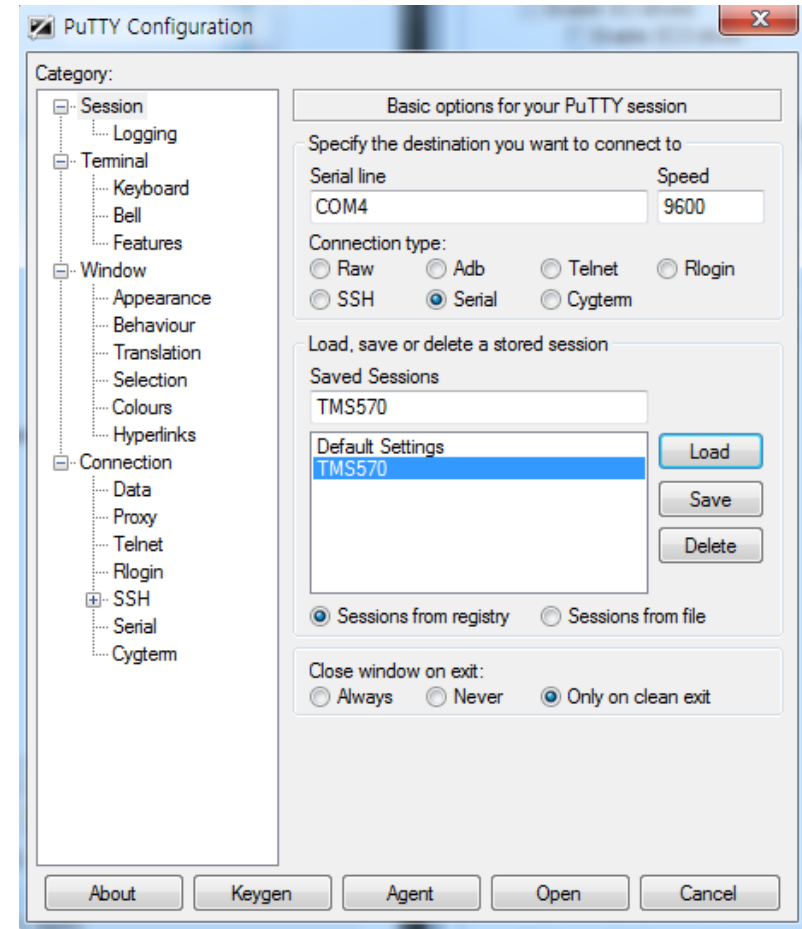 PuTTY Configuration
Category:
Session
Logging
Terminal
Keyboard
Bell
Features
Window
Appearance
Behaviour
Translation
Selection
Colours
Hyperlinks
Connection
Data
Proxy
Telnet
Rlogin
SSH
Serial
Cygterm
Basic options for your PuTTY session
Specify the destination you want to connect to
Serial line Speed
COM4 9600
Connection type:
Raw Adb Telnet Rlogin
SSH Serial Cygterm
Load, save or delete a stored session
Saved Sessions
TMS570
Default Settings
TMS570
Load
Save
Delete
Sessions from registry Sessions from file
Close window on exit:
Always Never Only on clean exit
About Keygen Agent Open Cancel